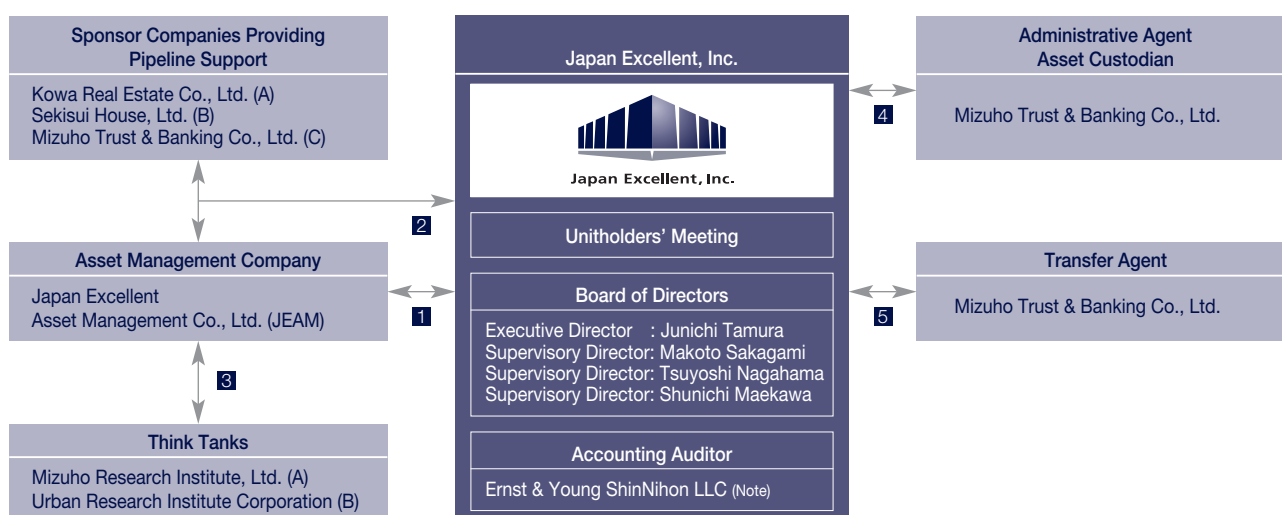 Sponsor Companies Providing
Pipeline Support
Kowa Real Estate Co., Ltd. (A)
Sekisui House, Ltd. (B)
Mizuho Trust & Banking Co., Ltd. (C)
2
Asset Management Company
Japan Excellent
Asset Management Co., Ltd. (JEAM)
1
3
Think Tanks
Mizuho Research Institute, Ltd. (A)
Urban Research Institute Corporation (B)
Japan Excellent, Inc.
Japan Excellent, Inc.
Unitholders' Meeting
Board of Directors
Executive Director : Junichi Tamura
Supervisory Director: Makoto Sakagami
Supervisory Director: Tsuyoshi Nagahama
Supervisory Director: Shunichi Maekawa
Accounting Auditor
Ernst & Young ShinNihon LLC (Note)
4
Administrative Agent
Asset Custodian
Mizuho Trust & Banking Co., Ltd.
5
Transfer Agent
Mizuho Trust & Banking Co., Ltd.